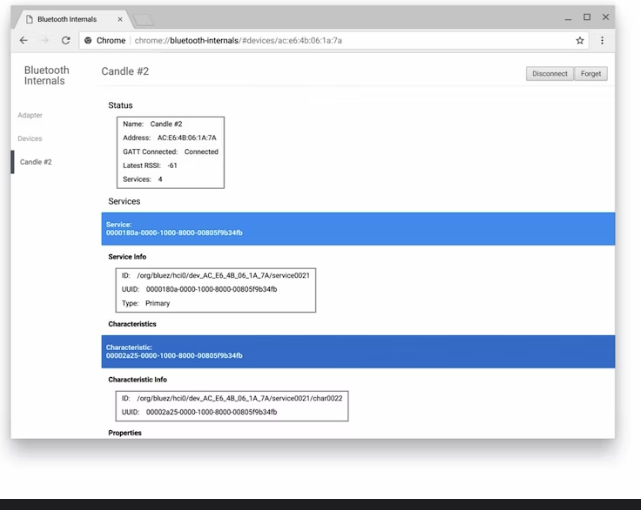 Bluetooth Internals
Chrome chrome://bluetooth-internals/#devices/ac:e6:4b:06:1a:7a
Bluetooth
Internals
Candle #2
Disconnect Forget
Adapter
Devices
Candle #2
Status
Name: Candle #2
Address: AC:E6:4B:06:1A:7A
GATT Connected: Connected
Latest RSSI: -61
Services: 4
Services
Service:
0000180a-0000-1000-8000-00805f9b34fb
Service Info
ID: /org/bluez/hci0/dev_AC_E6_4B_06_1A_7A/service0021
UUID: 0000180a-0000-1000-8000-00805f9b34fb
Type: Primary
Characteristics
Characteristic:
00002a25-0000-1000-8000-00805f9b34fb
Characteristic Info
ID: /org/bluez/hci0/dev_AC_E6_4B_06_1A_7A/service0021/char0022
UUID: 00002a25-0000-1000-8000-00805f9b34fb
Properties